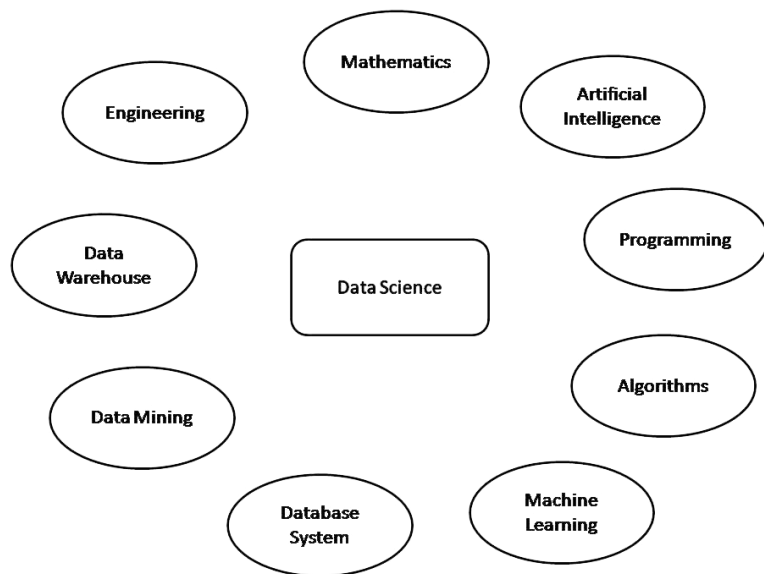 Mathematics
Artificial
Intelligence
Engineering
Programming
Data
Warehouse
Data Science
Algorithms
Data Mining
Machine
Learning
Database
System